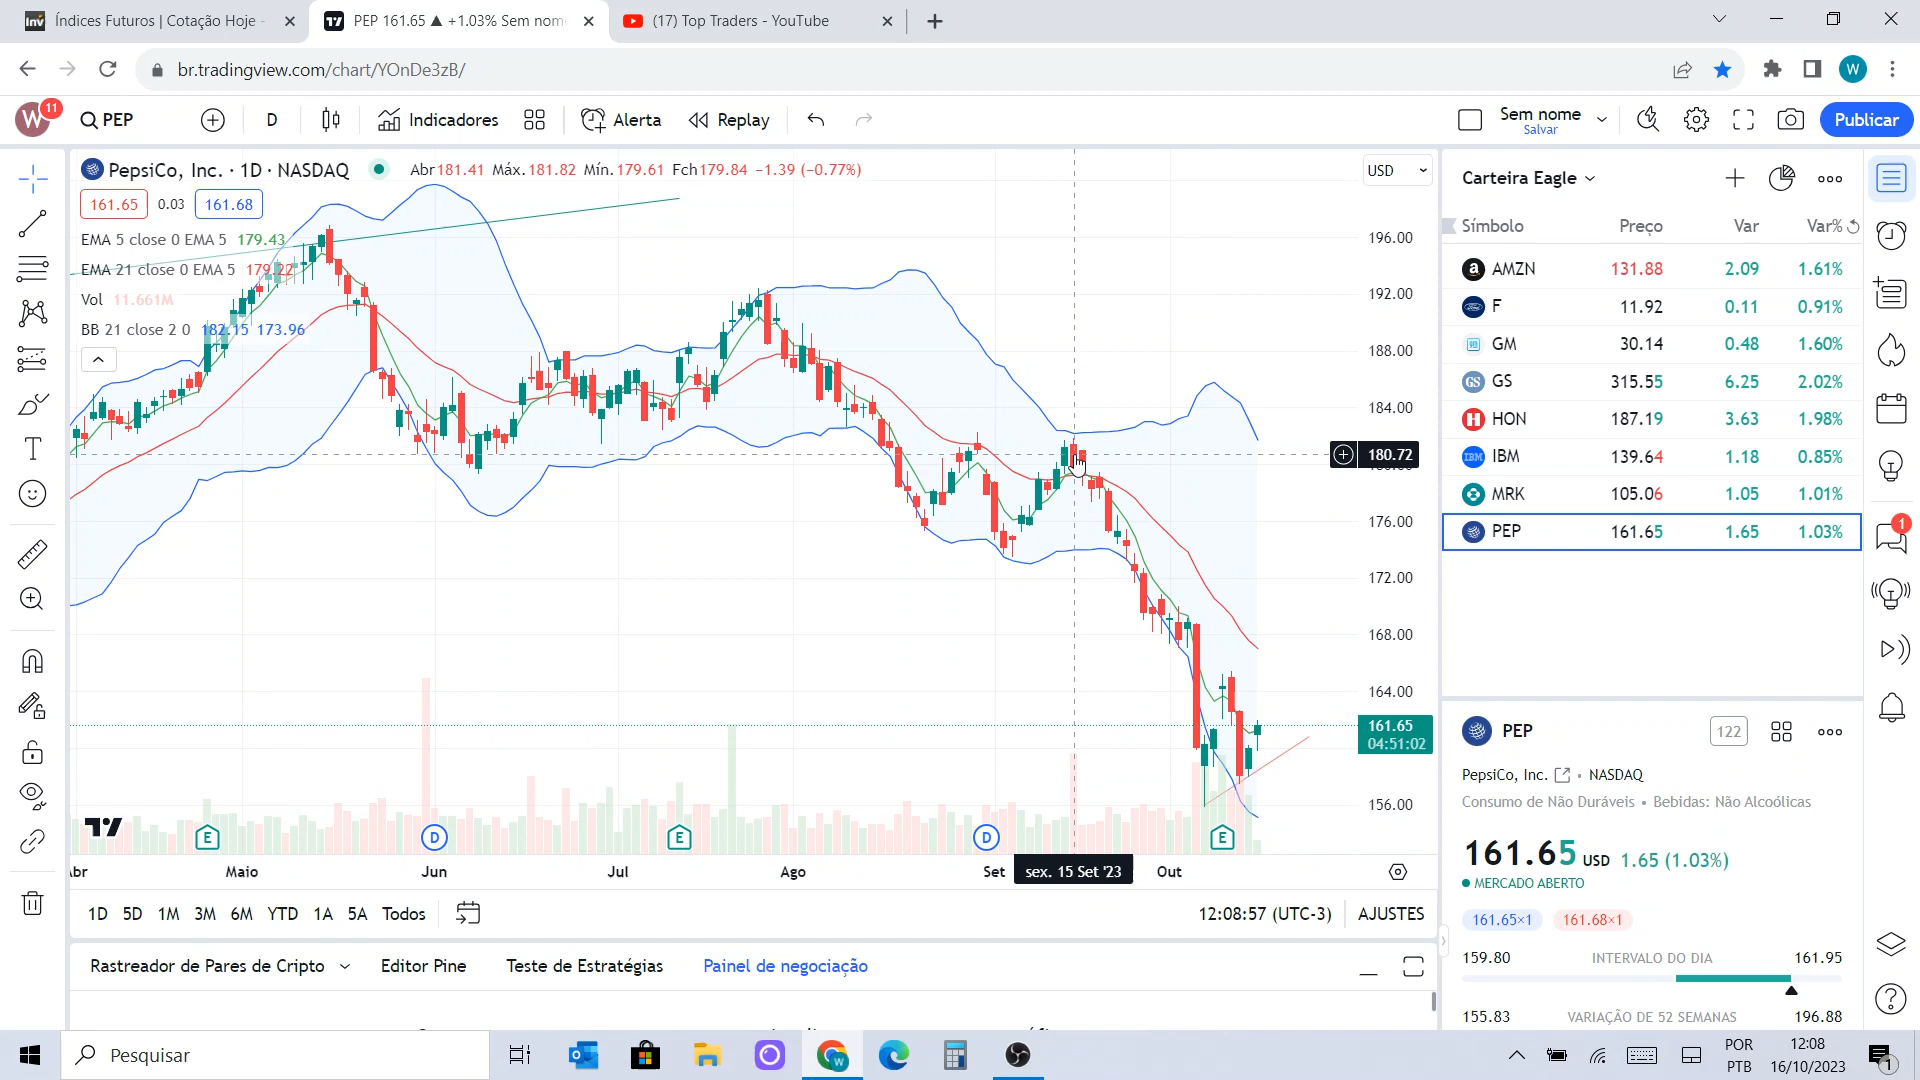 Índices Futuros | Cotação Hoje -
PEP 161.65 ▲ +1.03% Sem nome
(17) Top Traders - YouTube
br.tradingview.com/chart/YOnDe3zB/
W
W
11
PEP
D
Indicadores
Alerta
Replay
Sem nome
Salvar
Publicar
PepsiCo, Inc. · 1D · NASDAQ
Abr181.41 Máx.181.82 Mín.179.61 Fch179.84 −1.39 (−0.77%)
USD
161.65
0.03
161.68
EMA 5 close 0 EMA 5 179.43
EMA 21 close 0 EMA 5 179.22
Vol 11.661M
BB 21 close 2 0 182.15 173.96
196.00
192.00
188.00
184.00
180.72
176.00
172.00
168.00
164.00
161.65
04:51:02
156.00
E
D
E
D
E
Maio
Jun
Jul
Ago
Set
sex. 15 Set '23
Out
1D
5D
1M
3M
6M
YTD
1A
5A
Todos
12:08:57 (UTC-3)
AJUSTES
Rastreador de Pares de Cripto
Editor Pine
Teste de Estratégias
Painel de negociação
Carteira Eagle
Símbolo Preço Var Var%
AMZN 131.88 2.09 1.61%
F 11.92 0.11 0.91%
GM 30.14 0.48 1.60%
GS 315.55 6.25 2.02%
HON 187.19 3.63 1.98%
IBM 139.64 1.18 0.85%
MRK 105.06 1.05 1.01%
PEP 161.65 1.65 1.03%
1
PEP
122
PepsiCo, Inc. • NASDAQ
Consumo de Não Duráveis • Bebidas: Não Alcoólicas
161.65 USD 1.65 (1.03%)
MERCADO ABERTO
161.65×1
161.68×1
159.80 INTERVALO DO DIA 161.95
155.83 VARIAÇÃO DE 52 SEMANAS 196.88
Pesquisar
POR
PTB
12:08
16/10/2023
1